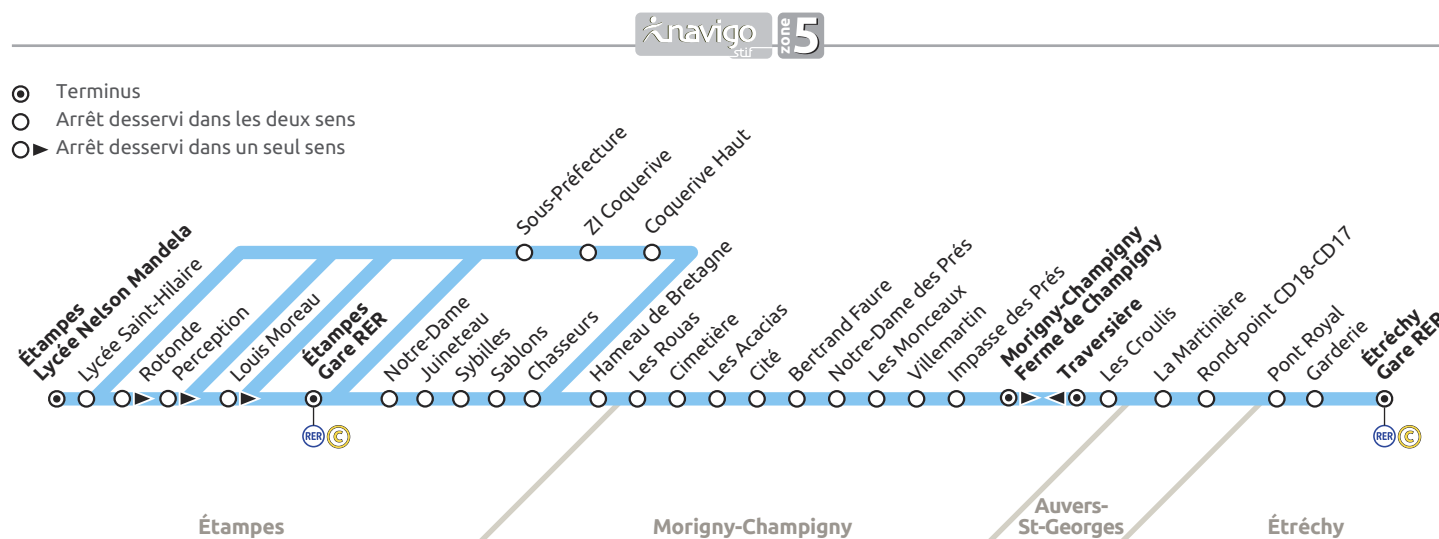 navigo
stif
zone 5
Terminus
Arrêt desservi dans les deux sens
Arrêt desservi dans un seul sens
Étampes
Lycée Nelson Mandela
Lycée Saint-Hilaire
Rotonde
Perception
Louis Moreau
Étampes
Gare RER
Sous-Préfecture
ZI Coquerive
Coquerive Haut
Notre-Dame
Juineteau
Sybilles
Sablons
Chasseurs
Hameau de Bretagne
Les Rouas
Cimetière
Les Acacias
Cité
Bertrand Faure
Notre-Dame des Prés
Les Monceaux
Villemartin
Impasse des Prés
Morigny-Champigny
Ferme de Champigny
Traversière
Les Croulis
La Martinière
Rond-point CD18-CD17
Pont Royal
Garderie
Étréchy
Gare RER
RER C
RER C
Étampes
Morigny-Champigny
Auvers-
St-Georges
Étréchy